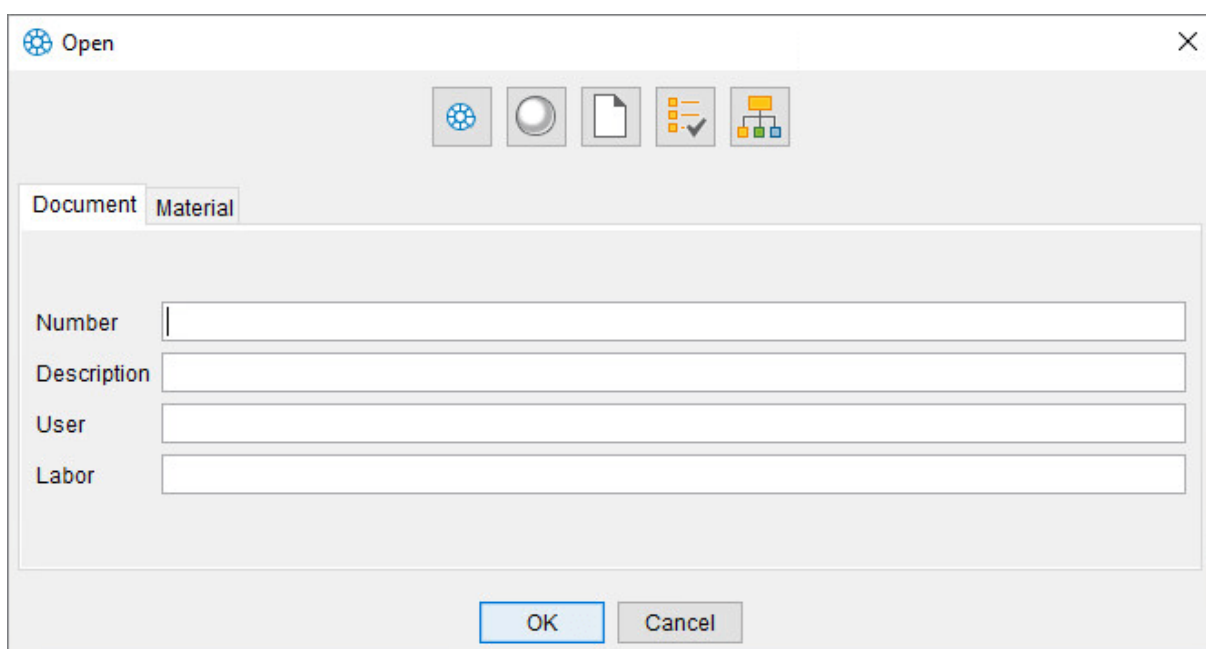 Open
Document Material
Number
Description
User
Labor
OK Cancel